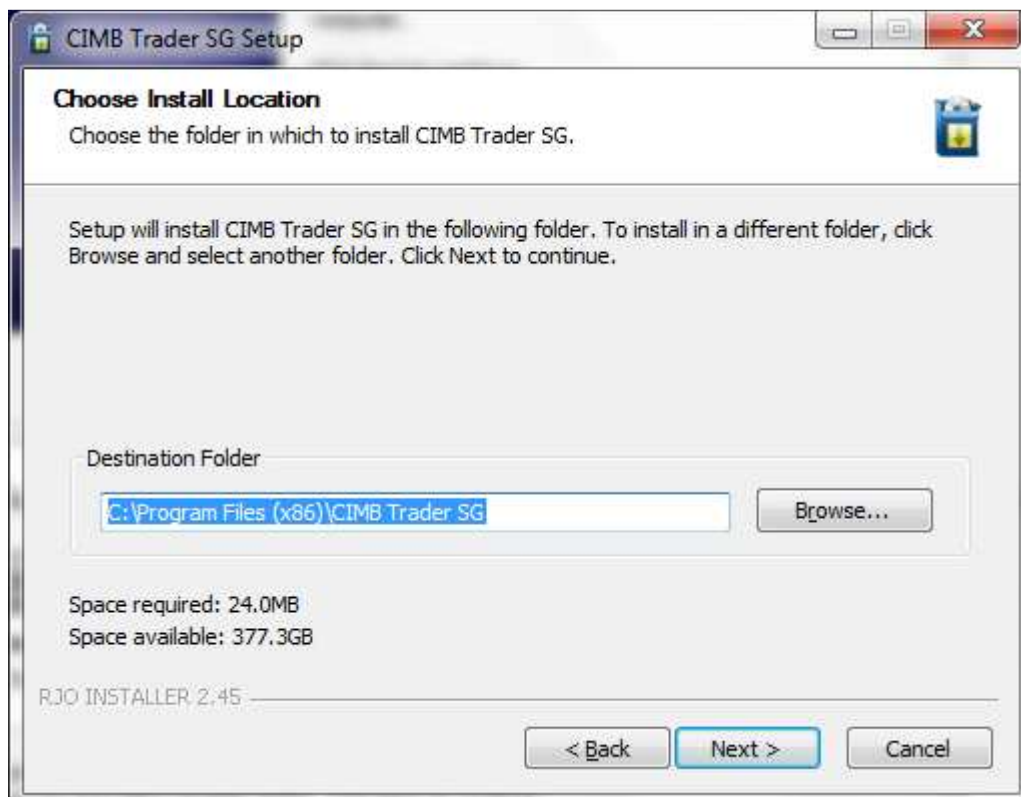 CIMB Trader SG Setup
Choose Install Location
Choose the folder in which to install CIMB Trader SG.
Setup will install CIMB Trader SG in the following folder. To install in a different folder, click
Browse and select another folder. Click Next to continue.
Destination Folder
C:\Program Files (x86)\CIMB Trader SG
Browse...
Space required: 24.0MB
Space available: 377.3GB
RJO INSTALLER 2.45
< Back
Next >
Cancel